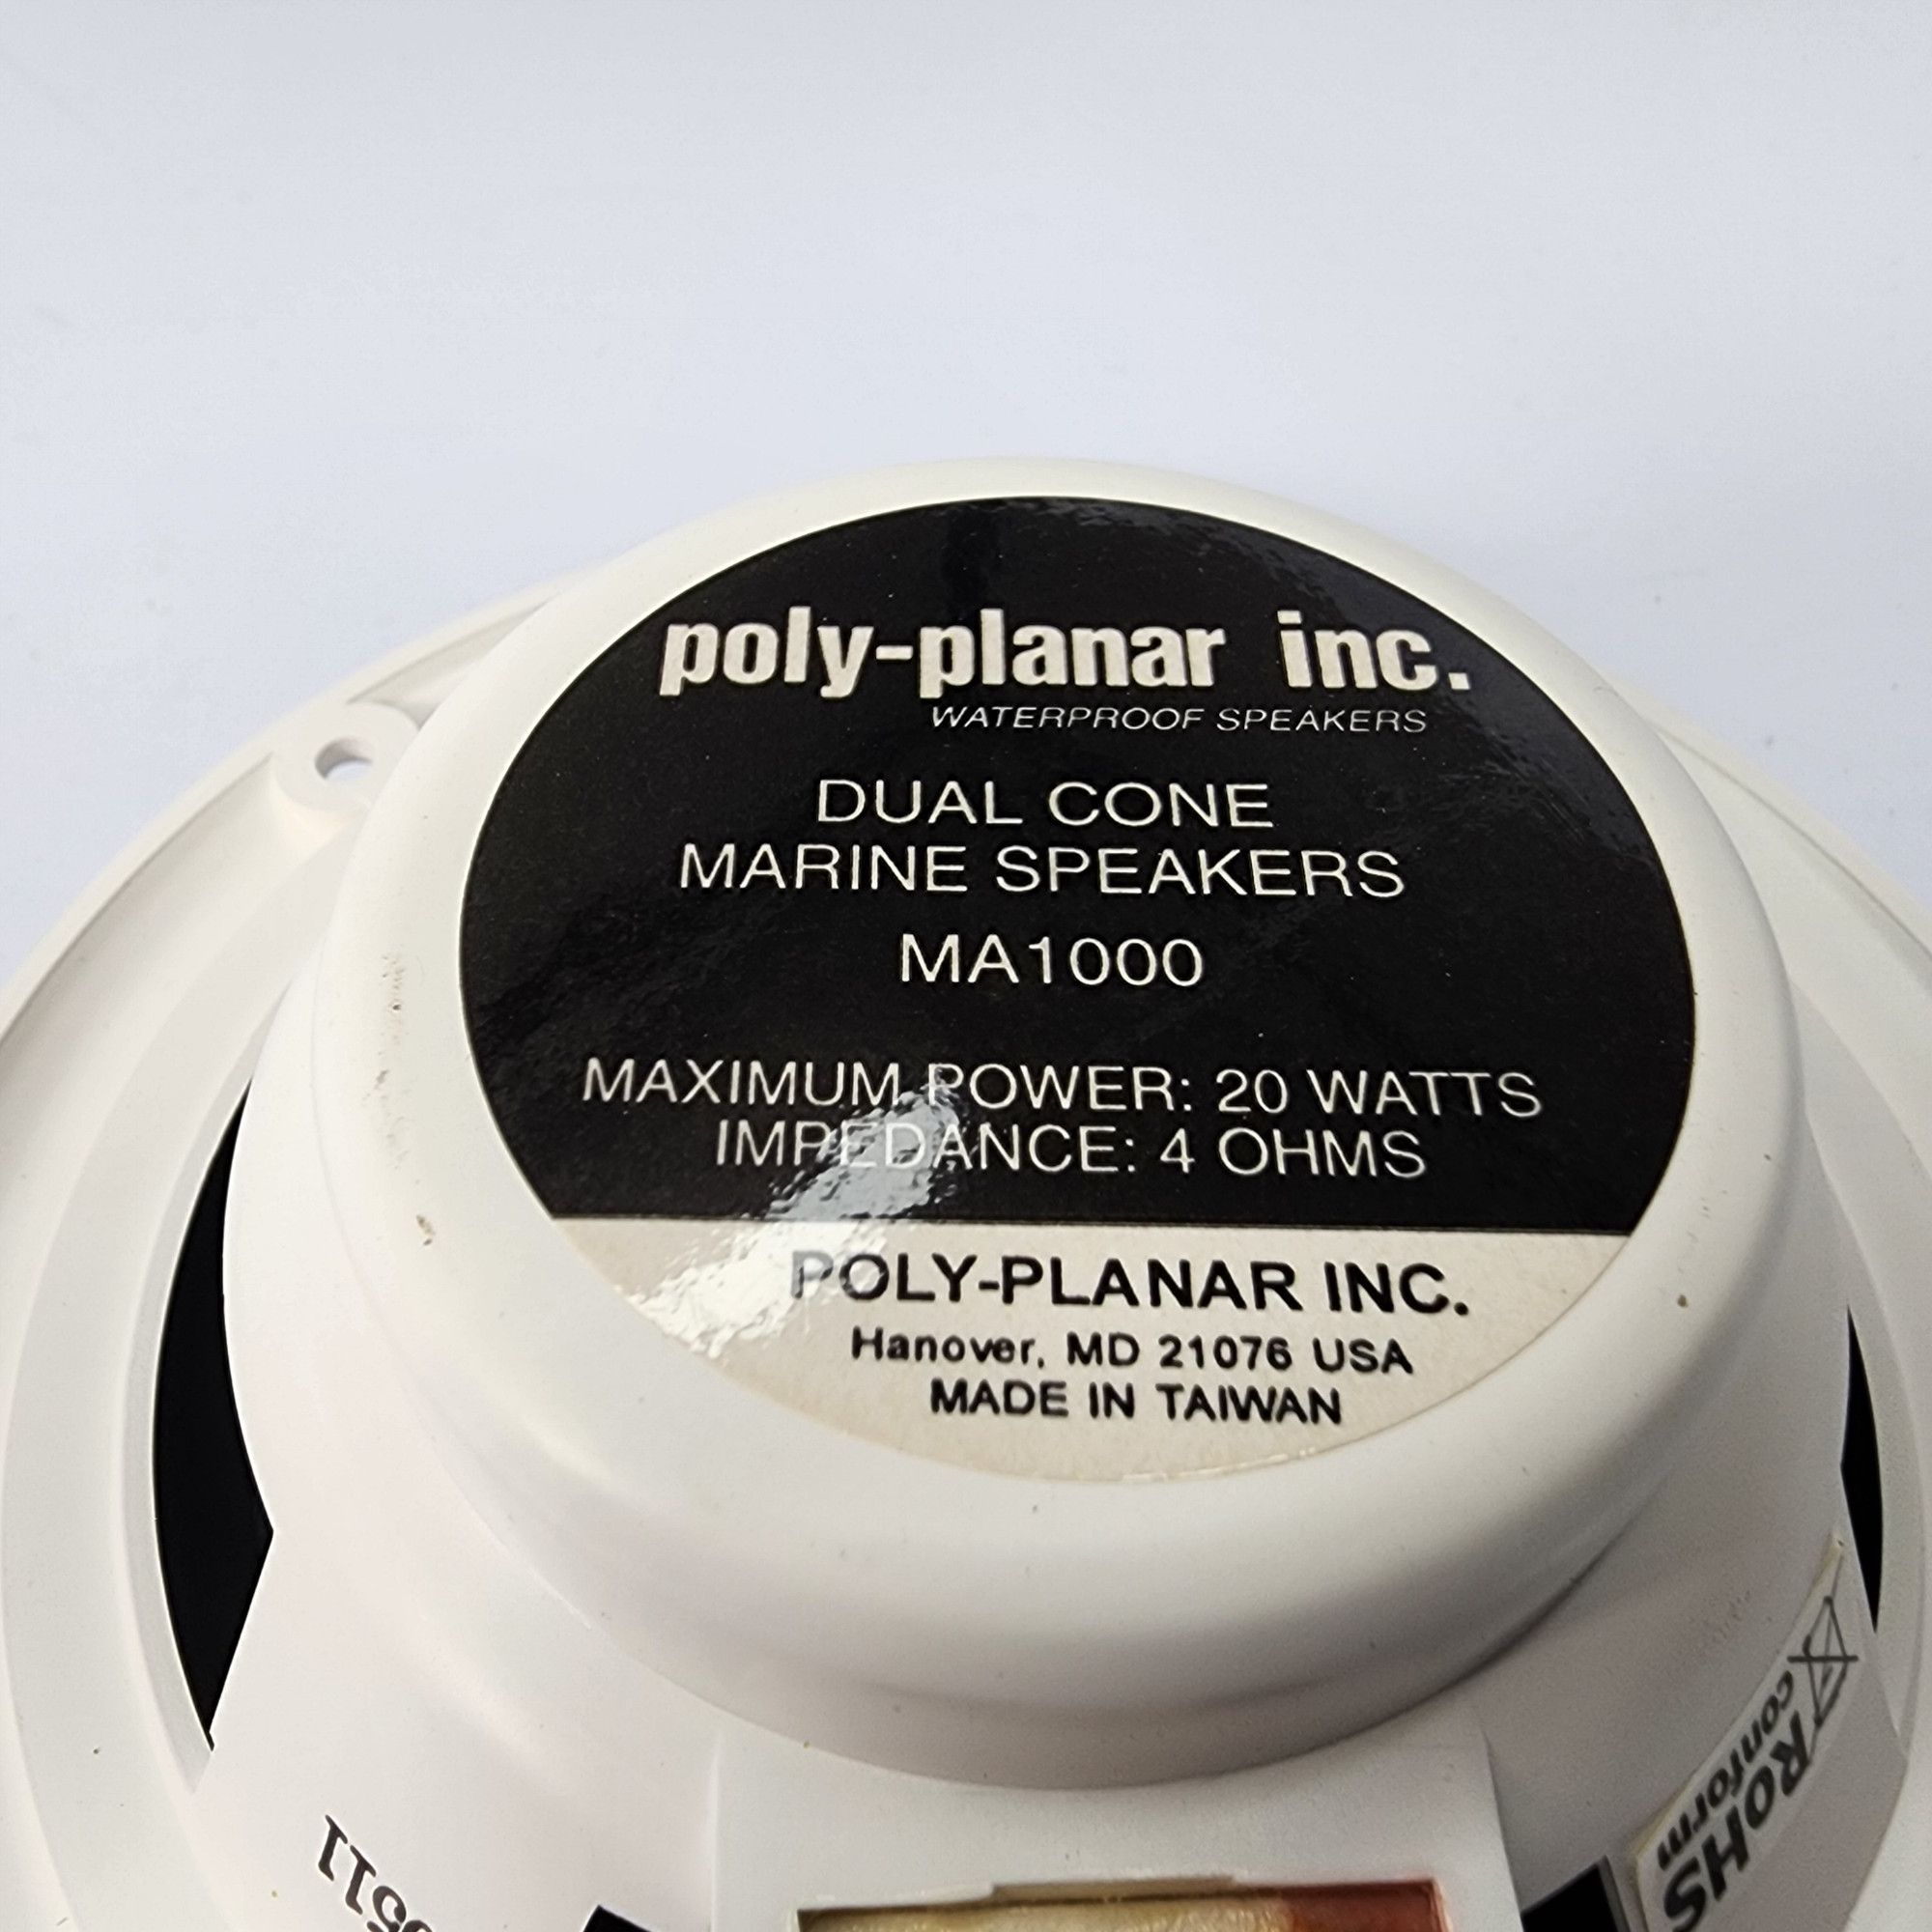 poly-planar inc.
WATERPROOF SPEAKERS
DUAL CONE
MARINE SPEAKERS
MA1000
MAXIMUM POWER: 20 WATTS
IMPEDANCE: 4 OHMS
POLY-PLANAR INC.
Hanover, MD 21076 USA
MADE IN TAIWAN
RoHS
conform